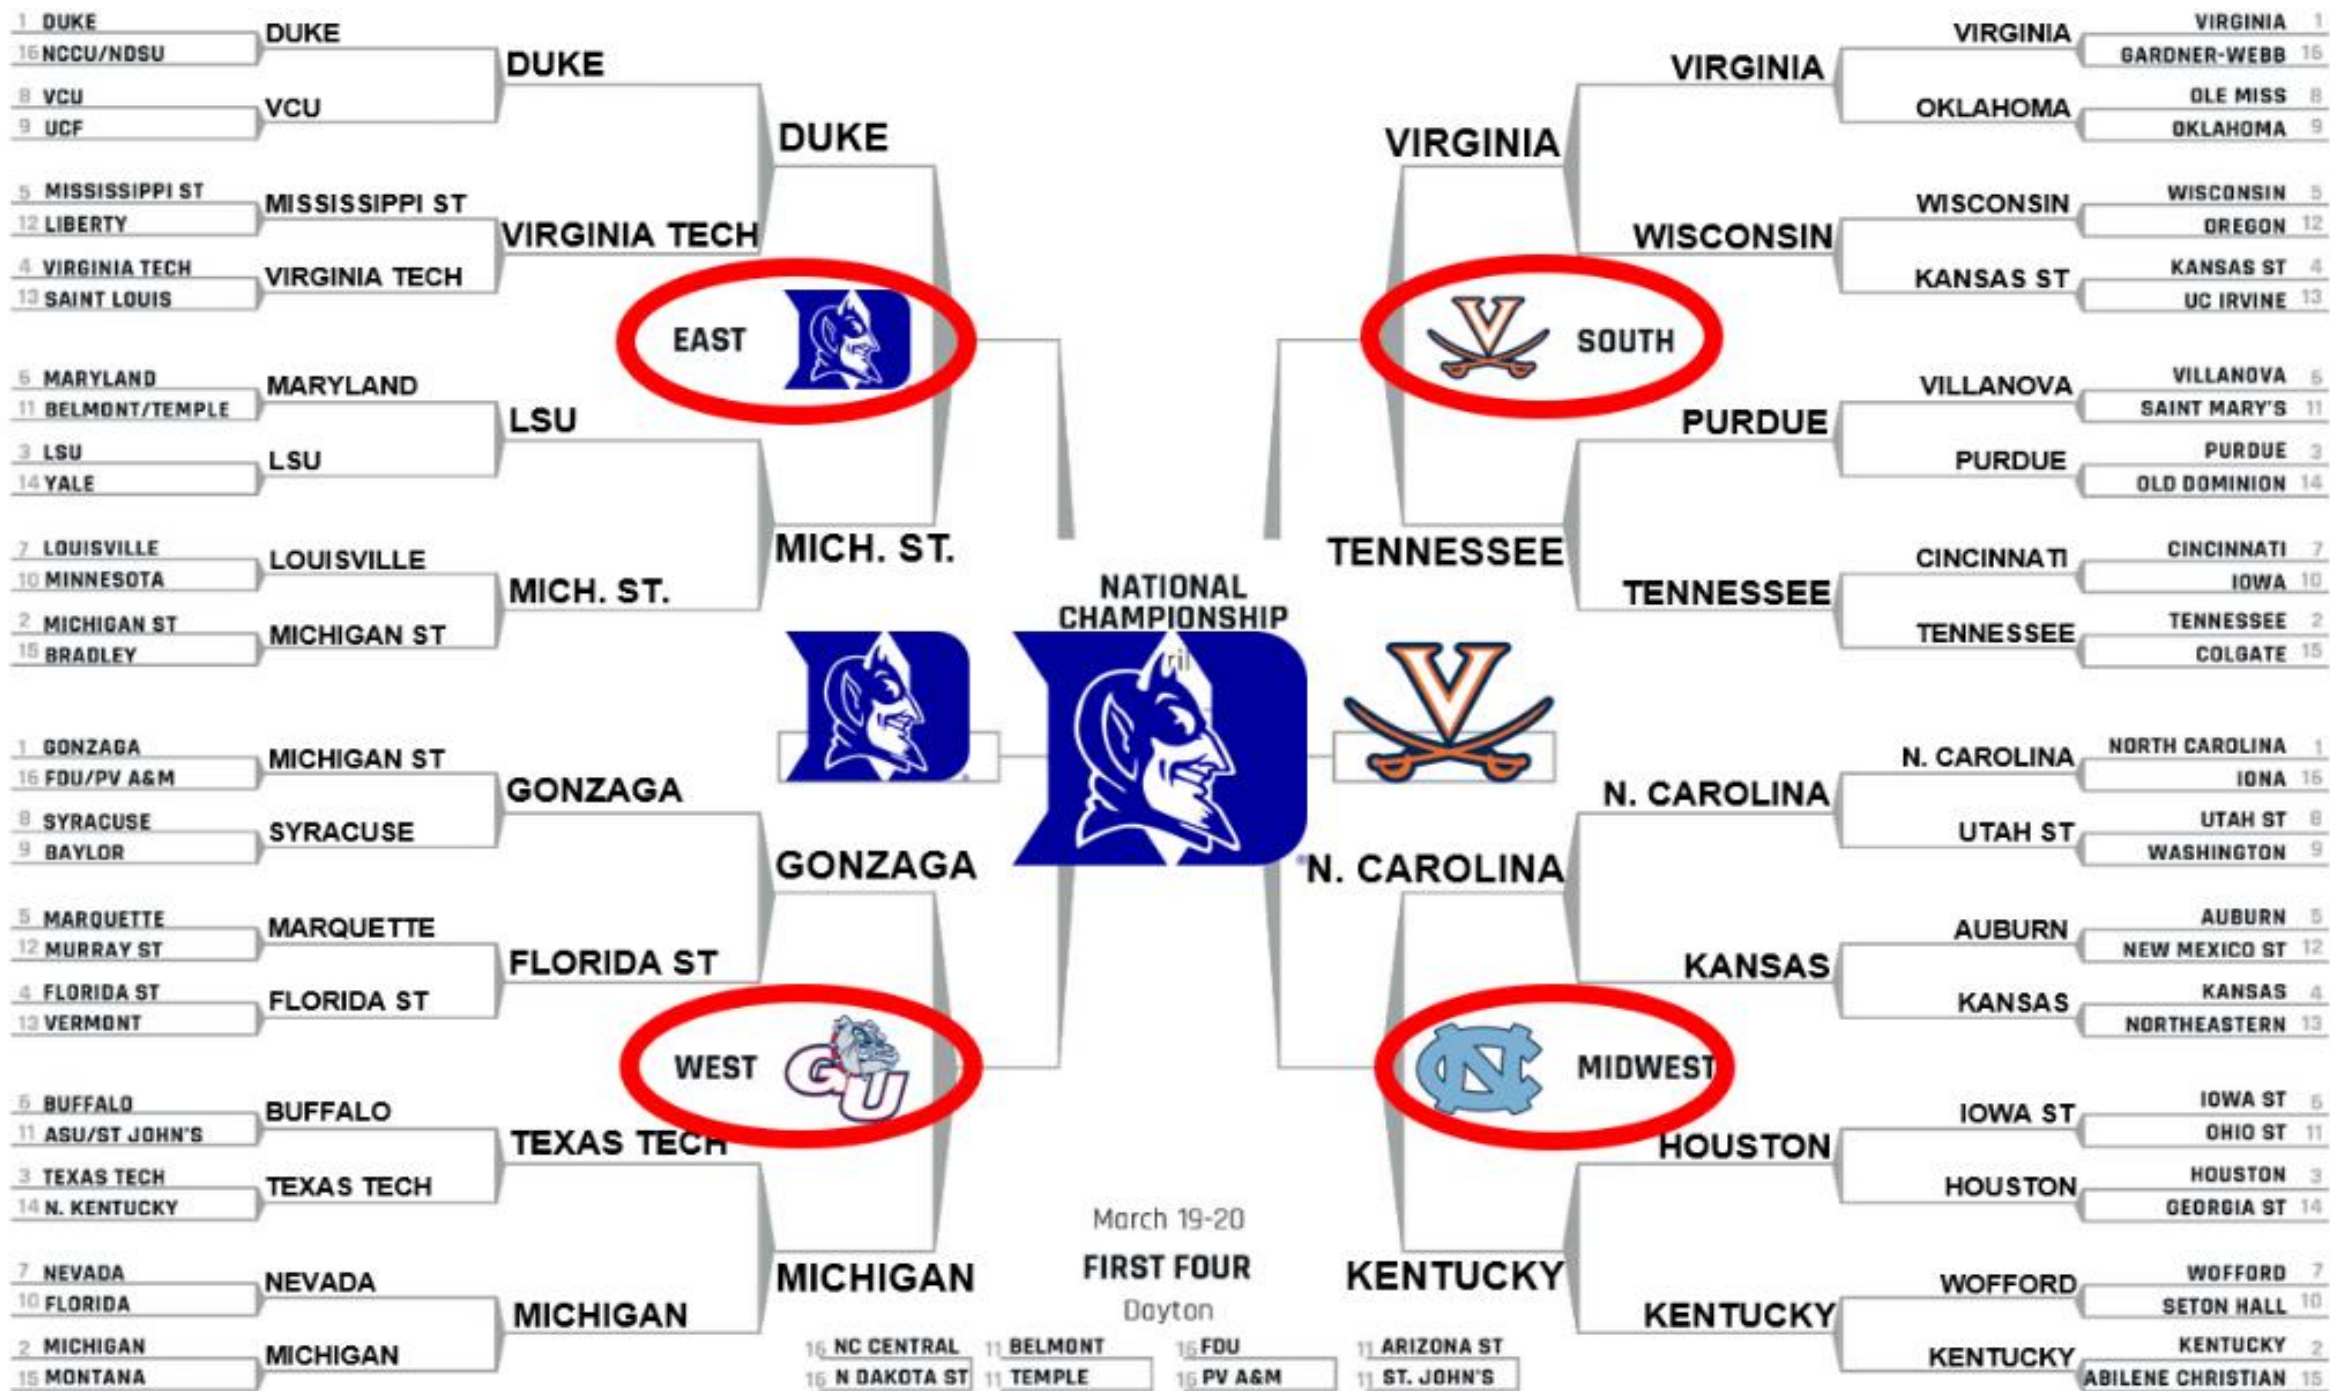 1 DUKE
16 NCCU/NDSU
8 VCU
9 UCF
5 MISSISSIPPI ST
12 LIBERTY
4 VIRGINIA TECH
13 SAINT LOUIS
6 MARYLAND
11 BELMONT/TEMPLE
3 LSU
14 YALE
7 LOUISVILLE
10 MINNESOTA
2 MICHIGAN ST
15 BRADLEY
DUKE
VCU
MISSISSIPPI ST
VIRGINIA TECH
MARYLAND
LSU
LOUISVILLE
MICHIGAN ST
DUKE
VIRGINIA TECH
LSU
MICH. ST.
DUKE
MICH. ST.
EAST
1 GONZAGA
16 FDU/PV A&M
8 SYRACUSE
9 BAYLOR
5 MARQUETTE
12 MURRAY ST
4 FLORIDA ST
13 VERMONT
6 BUFFALO
11 ASU/ST JOHN'S
3 TEXAS TECH
14 N. KENTUCKY
7 NEVADA
10 FLORIDA
2 MICHIGAN
15 MONTANA
MICHIGAN ST
SYRACUSE
MARQUETTE
FLORIDA ST
BUFFALO
TEXAS TECH
NEVADA
MICHIGAN
GONZAGA
FLORIDA ST
TEXAS TECH
MICHIGAN
GONZAGA
MICHIGAN
WEST
GU
NATIONAL
CHAMPIONSHIP
ril
VIRGINIA 1
GARDNER-WEBB 16
OLE MISS 8
OKLAHOMA 9
WISCONSIN 5
OREGON 12
KANSAS ST 4
UC IRVINE 13
VILLANOVA 6
SAINT MARY'S 11
PURDUE 3
OLD DOMINION 14
CINCINNATI 7
IOWA 10
TENNESSEE 2
COLGATE 15
VIRGINIA
OKLAHOMA
WISCONSIN
KANSAS ST
VILLANOVA
PURDUE
CINCINNATI
TENNESSEE
VIRGINIA
WISCONSIN
PURDUE
TENNESSEE
VIRGINIA
TENNESSEE
V
SOUTH
V
NORTH CAROLINA 1
IONA 16
UTAH ST 8
WASHINGTON 9
AUBURN 5
NEW MEXICO ST 12
KANSAS 4
NORTHEASTERN 13
IOWA ST 6
OHIO ST 11
HOUSTON 3
GEORGIA ST 14
WOFFORD 7
SETON HALL 10
KENTUCKY 2
ABILENE CHRISTIAN 15
N. CAROLINA
UTAH ST
AUBURN
KANSAS
IOWA ST
HOUSTON
WOFFORD
KENTUCKY
N. CAROLINA
KANSAS
HOUSTON
KENTUCKY
N. CAROLINA
KENTUCKY
NC
MIDWEST
March 19-20
FIRST FOUR
Dayton
16 NC CENTRAL
16 N DAKOTA ST
11 BELMONT
11 TEMPLE
16 FDU
16 PV A&M
11 ARIZONA ST
11 ST. JOHN'S